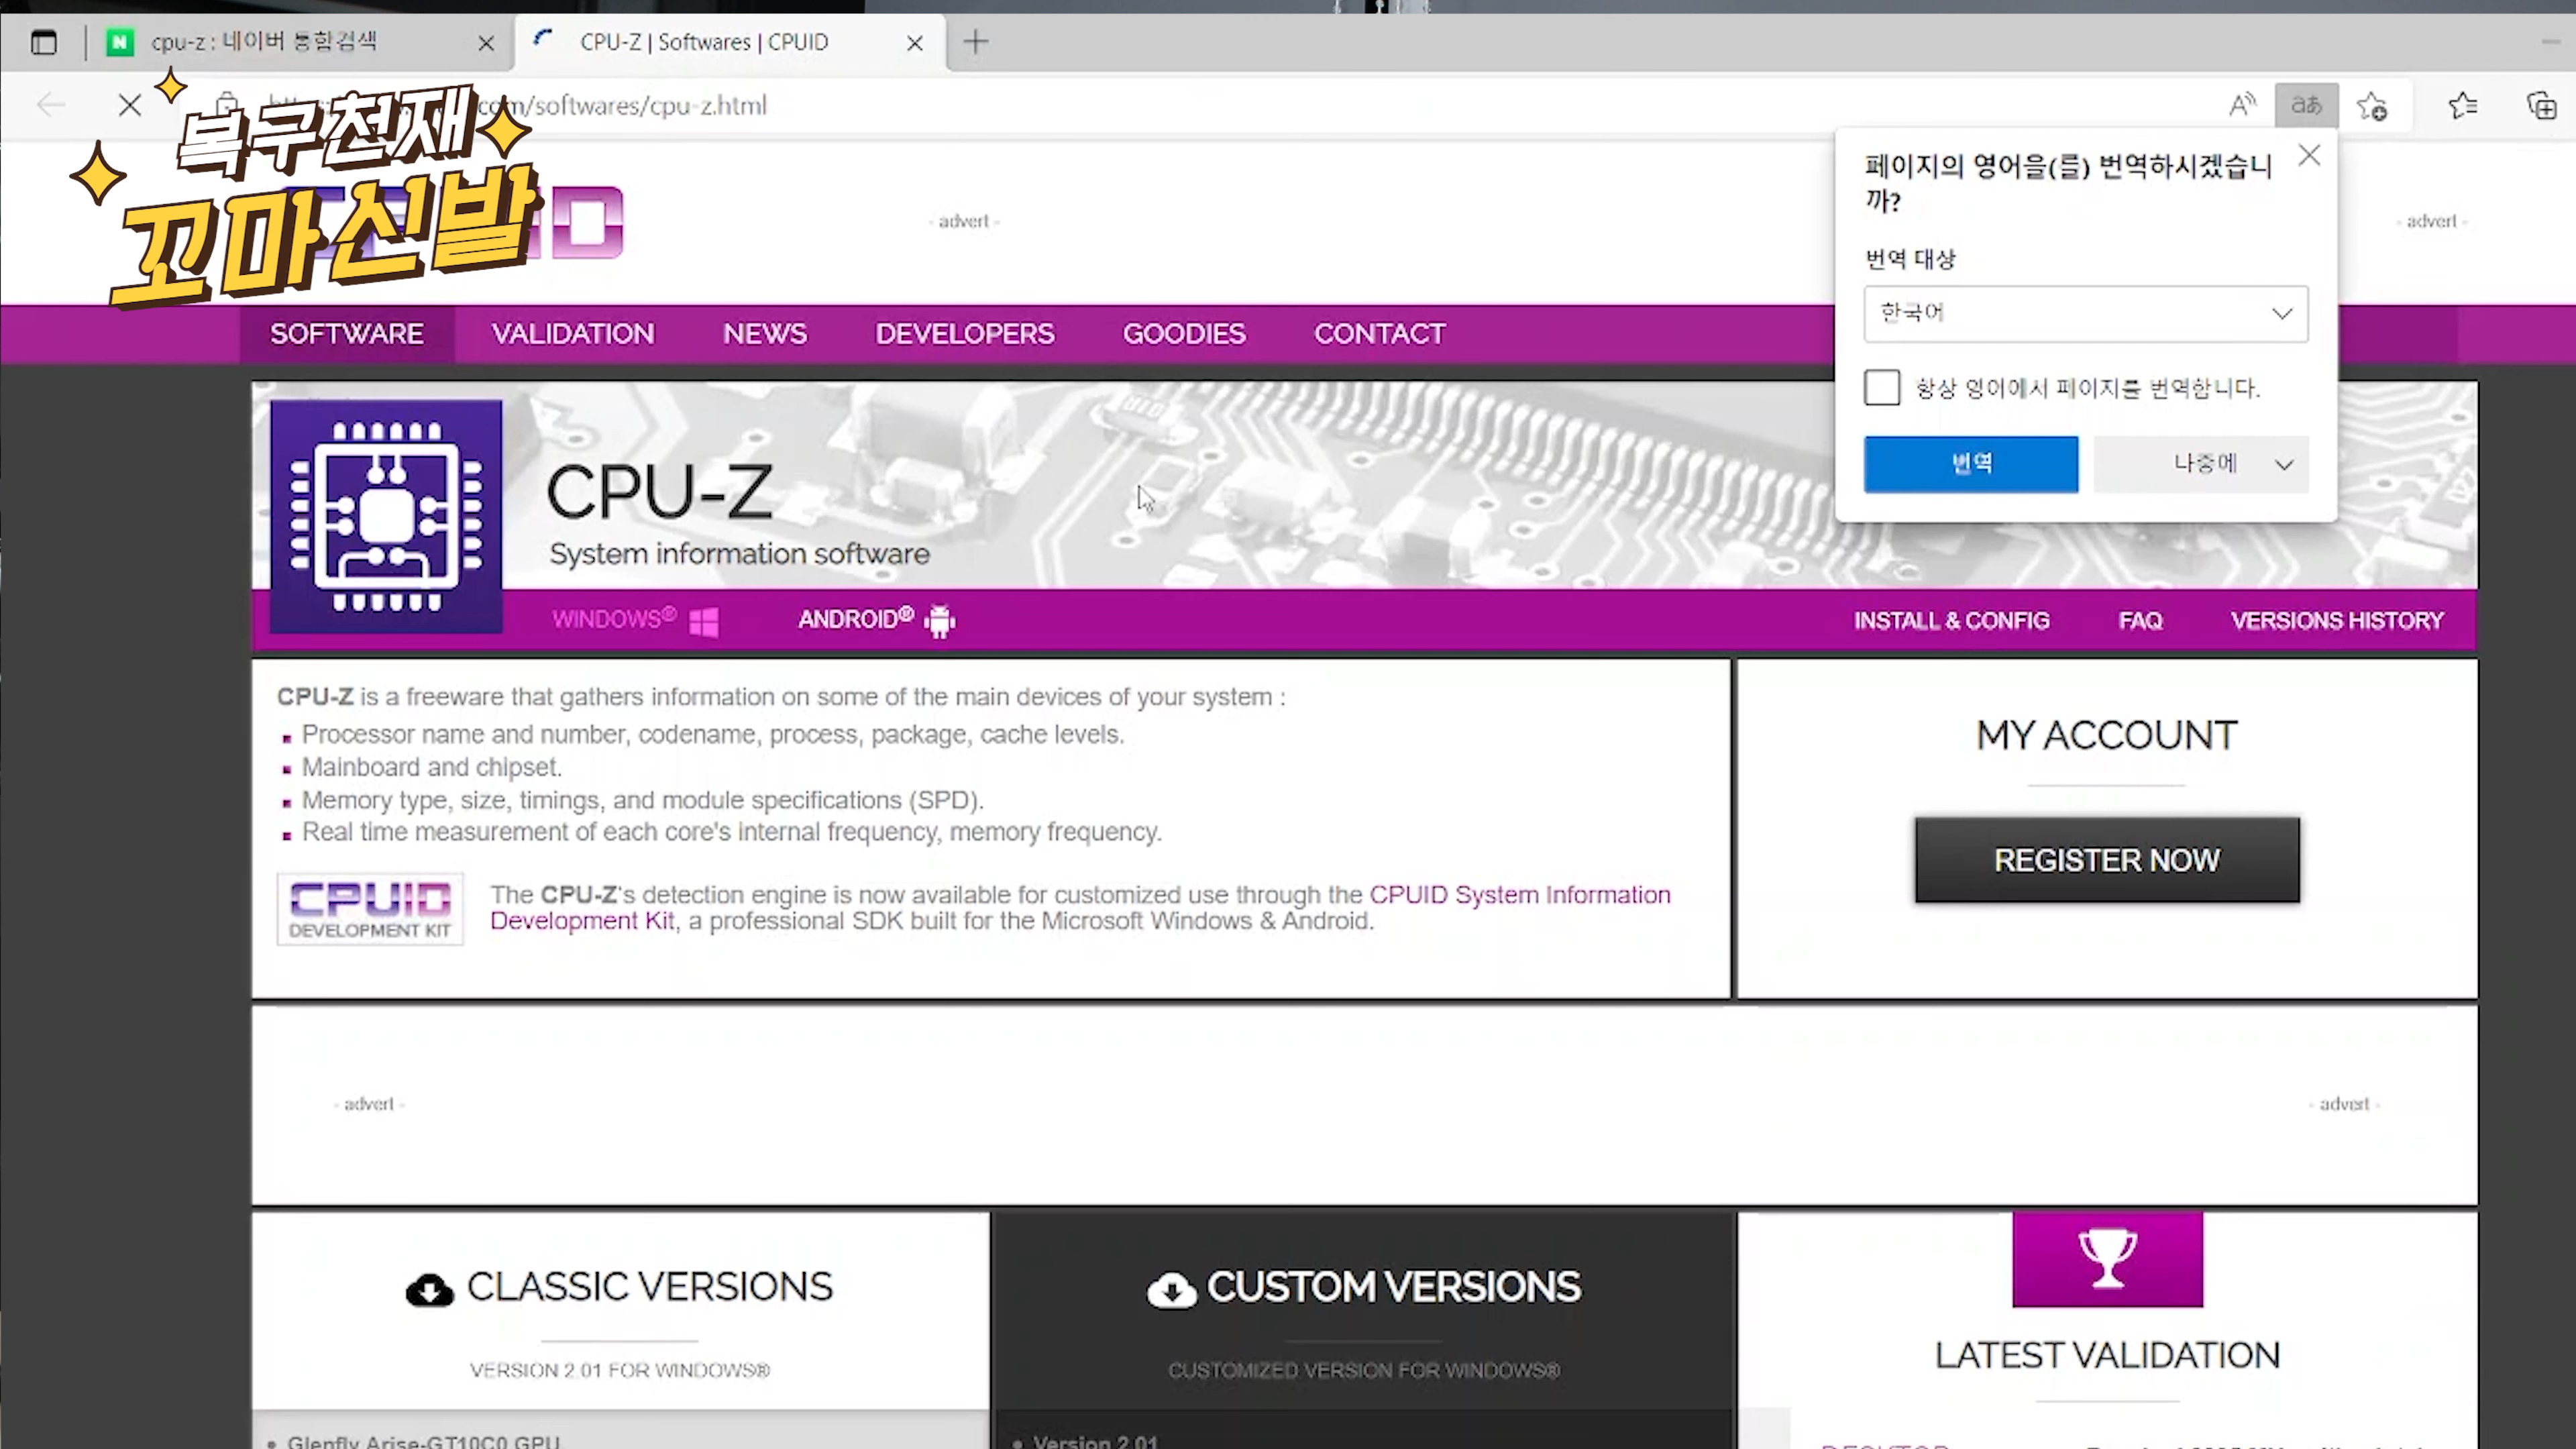 cpu-z : 네이버 통합검색
CPU-Z | Softwares | CPUID
com/softwares/cpu-z.html
복구천재
꼬마신발
- advert -
- advert -
페이지의 영어을(를) 번역하시겠습니
까?
번역 대상
한국어
항상 영어에서 페이지를 번역합니다.
번역
나중에
SOFTWARE
VALIDATION
NEWS
DEVELOPERS
GOODIES
CONTACT
CPU-Z
System information software
WINDOWS®
ANDROID®
INSTALL & CONFIG
FAQ
VERSIONS HISTORY
CPU-Z is a freeware that gathers information on some of the main devices of your system :
Processor name and number, codename, process, package, cache levels.
Mainboard and chipset.
Memory type, size, timings, and module specifications (SPD).
Real time measurement of each core's internal frequency, memory frequency.
CPUID
DEVELOPMENT KIT
The CPU-Z's detection engine is now available for customized use through the CPUID System Information
Development Kit, a professional SDK built for the Microsoft Windows & Android.
MY ACCOUNT
REGISTER NOW
- advert -
- advert -
CLASSIC VERSIONS
VERSION 2.01 FOR WINDOWS®
Glenfly Arise-GT10C0 GPU.
CUSTOM VERSIONS
CUSTOMIZED VERSION FOR WINDOWS®
Version 2.01
LATEST VALIDATION